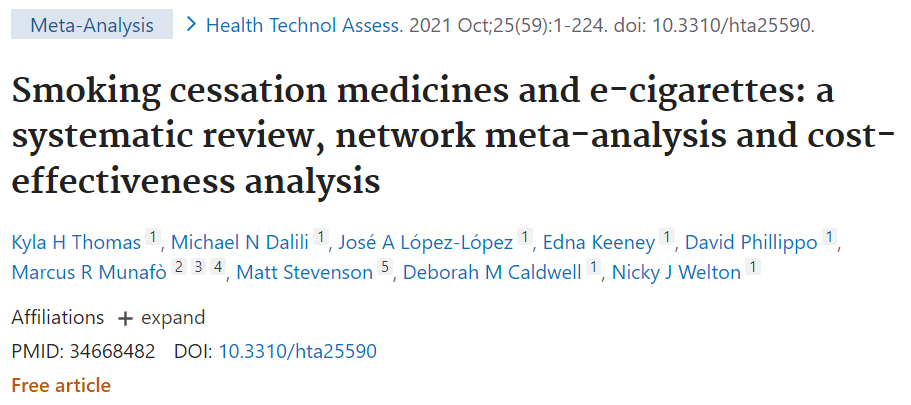 Meta-Analysis > Health Technol Assess. 2021 Oct;25(59):1-224. doi: 10.3310/hta25590.
Smoking cessation medicines and e-cigarettes: a
systematic review, network meta-analysis and cost-
effectiveness analysis
Kyla H Thomas 1, Michael N Dalili 1, José A López-López 1, Edna Keeney 1, David Phillippo 1,
Marcus R Munafò 2 3 4, Matt Stevenson 5, Deborah M Caldwell 1, Nicky J Welton 1
Affiliations + expand
PMID: 34668482 DOI: 10.3310/hta25590
Free article